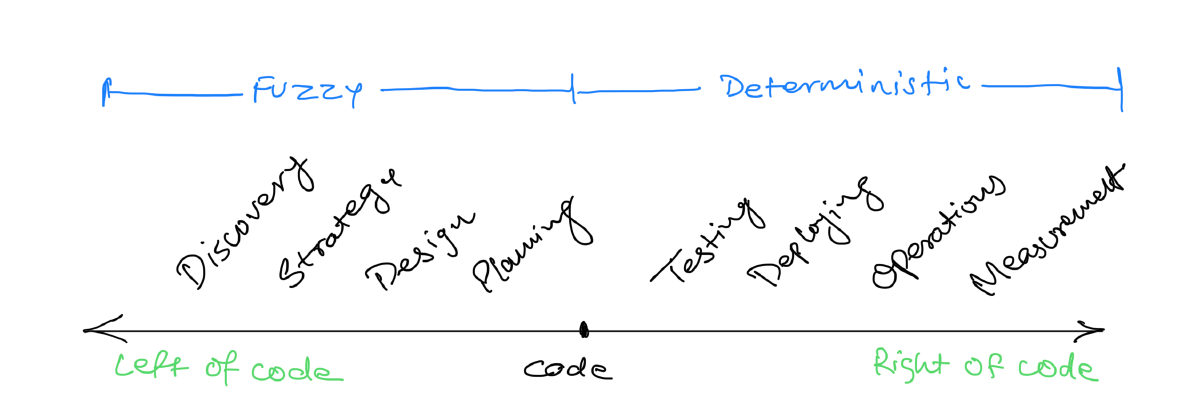 Fuzzy Deterministic
Discovery
Strategy
Design
Planning
Testing
Deploying
Operations
Measurement
Left of code
code
Right of code